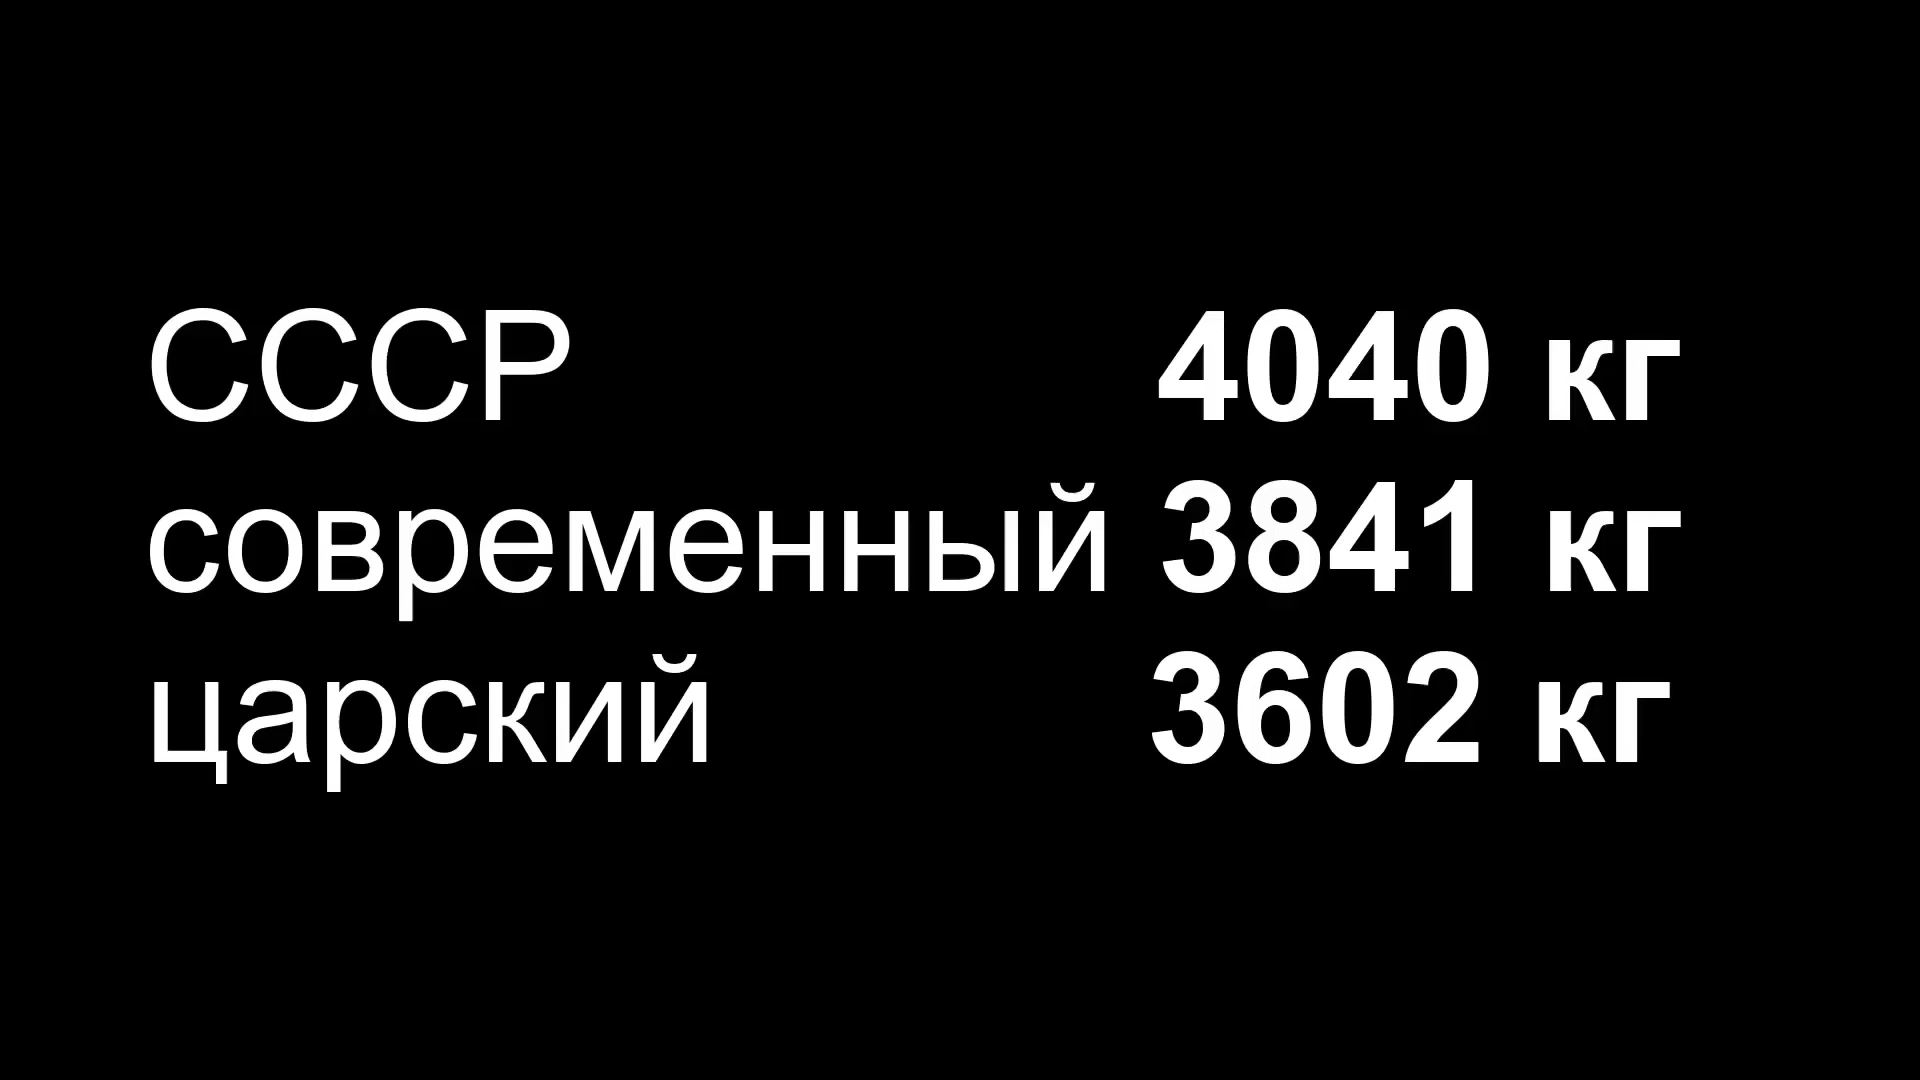 СССР 4040 кг
современный 3841 кг
царский 3602 кг